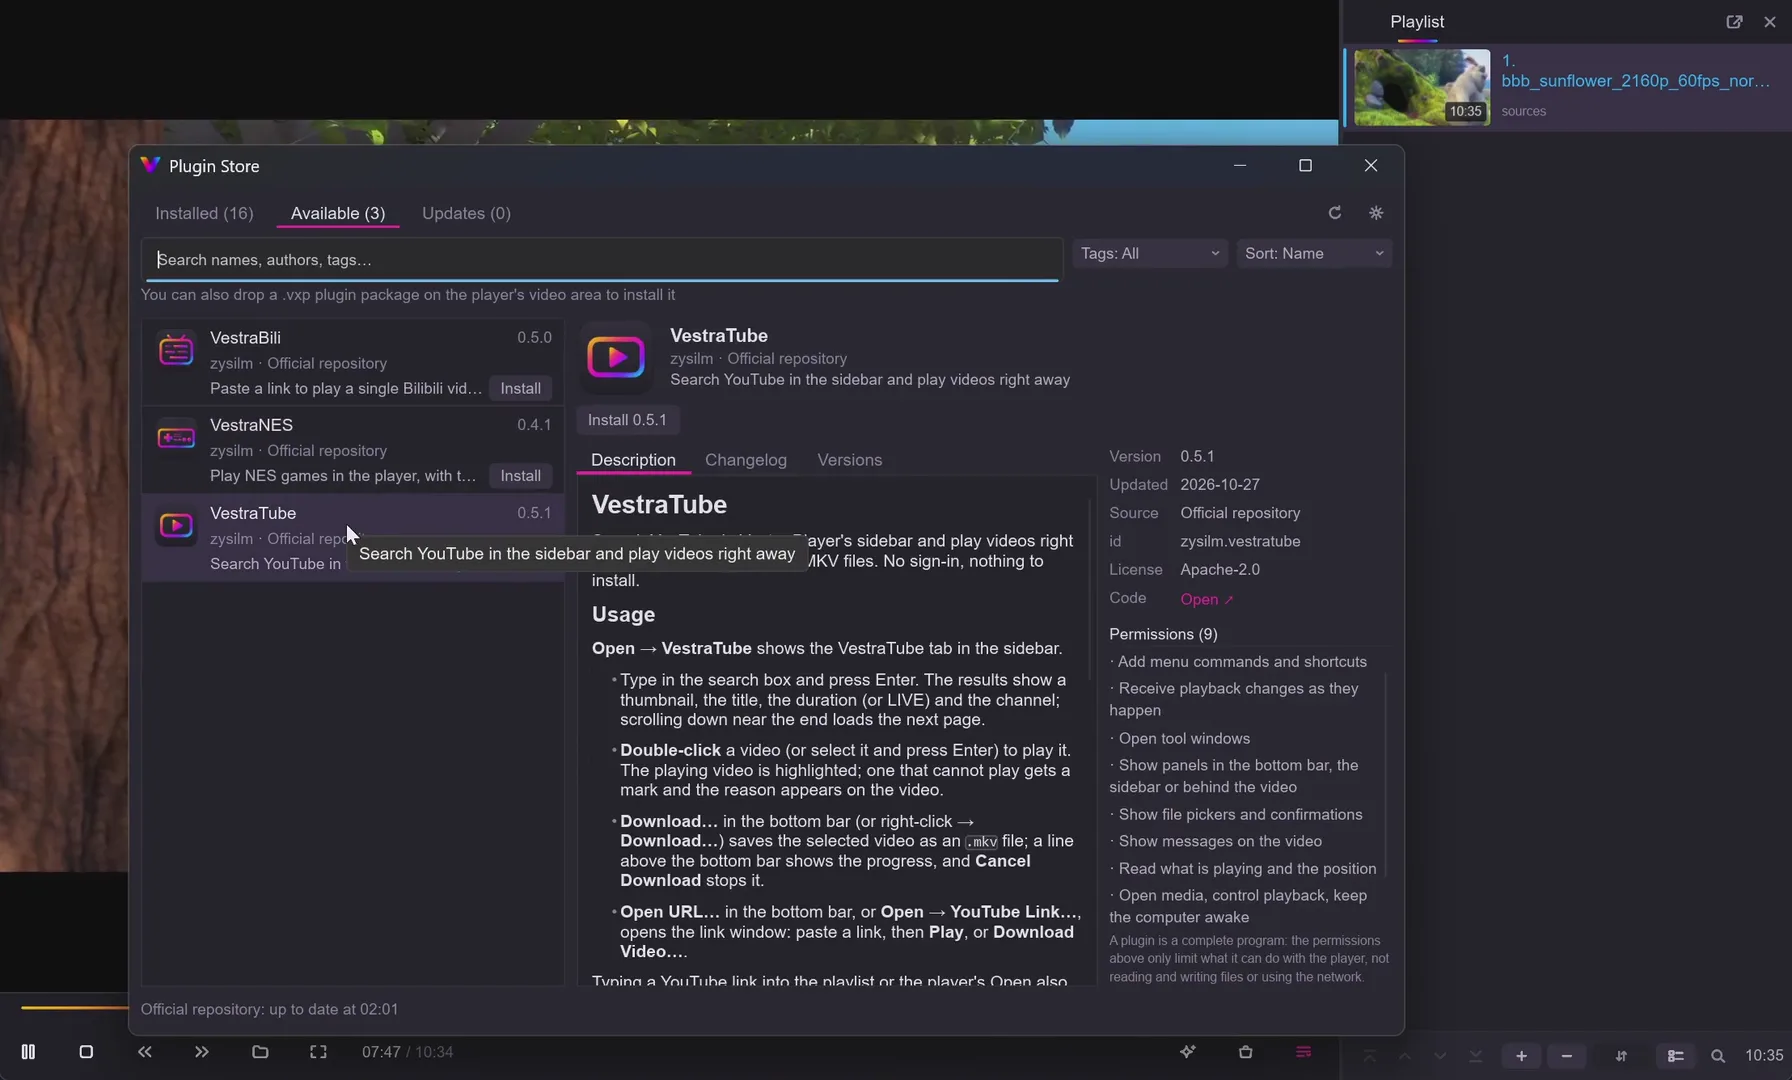 Playlist
1.
bbb_sunflower_2160p_60fps_nor...
10:35
sources
Plugin Store
Installed (16)
Available (3)
Updates (0)
Search names, authors, tags...
Tags: All
Sort: Name
You can also drop a .vxp plugin package on the player's video area to install it
VestraBili
0.5.0
zysilm · Official repository
Paste a link to play a single Bilibili vid...
Install
VestraNES
0.4.1
zysilm · Official repository
Play NES games in the player, with t...
Install
VestraTube
0.5.1
zysilm · Official repo
Search YouTube in
Search YouTube in the sidebar and play videos right away
VestraTube
zysilm · Official repository
Search YouTube in the sidebar and play videos right away
Install 0.5.1
Description
Changelog
Versions
VestraTube
ayer's sidebar and play videos right
MKV files. No sign-in, nothing to
install.
Usage
Open → VestraTube shows the VestraTube tab in the sidebar.
• Type in the search box and press Enter. The results show a
thumbnail, the title, the duration (or LIVE) and the channel;
scrolling down near the end loads the next page.
• Double-click a video (or select it and press Enter) to play it.
The playing video is highlighted; one that cannot play gets a
mark and the reason appears on the video.
• Download... in the bottom bar (or right-click →
Download...) saves the selected video as an .mkv file; a line
above the bottom bar shows the progress, and Cancel
Download stops it.
• Open URL... in the bottom bar, or Open → YouTube Link...,
opens the link window: paste a link, then Play, or Download
Video....
Typing a YouTube link into the playlist or the player's Open also
Version 0.5.1
Updated 2026-10-27
Source Official repository
id zysilm.vestratube
License Apache-2.0
Code Open ↗
Permissions (9)
· Add menu commands and shortcuts
· Receive playback changes as they
happen
· Open tool windows
· Show panels in the bottom bar, the
sidebar or behind the video
· Show file pickers and confirmations
· Show messages on the video
· Read what is playing and the position
· Open media, control playback, keep
the computer awake
A plugin is a complete program: the permissions
above only limit what it can do with the player, not
reading and writing files or using the network.
Official repository: up to date at 02:01
07:47 / 10:34
10:35